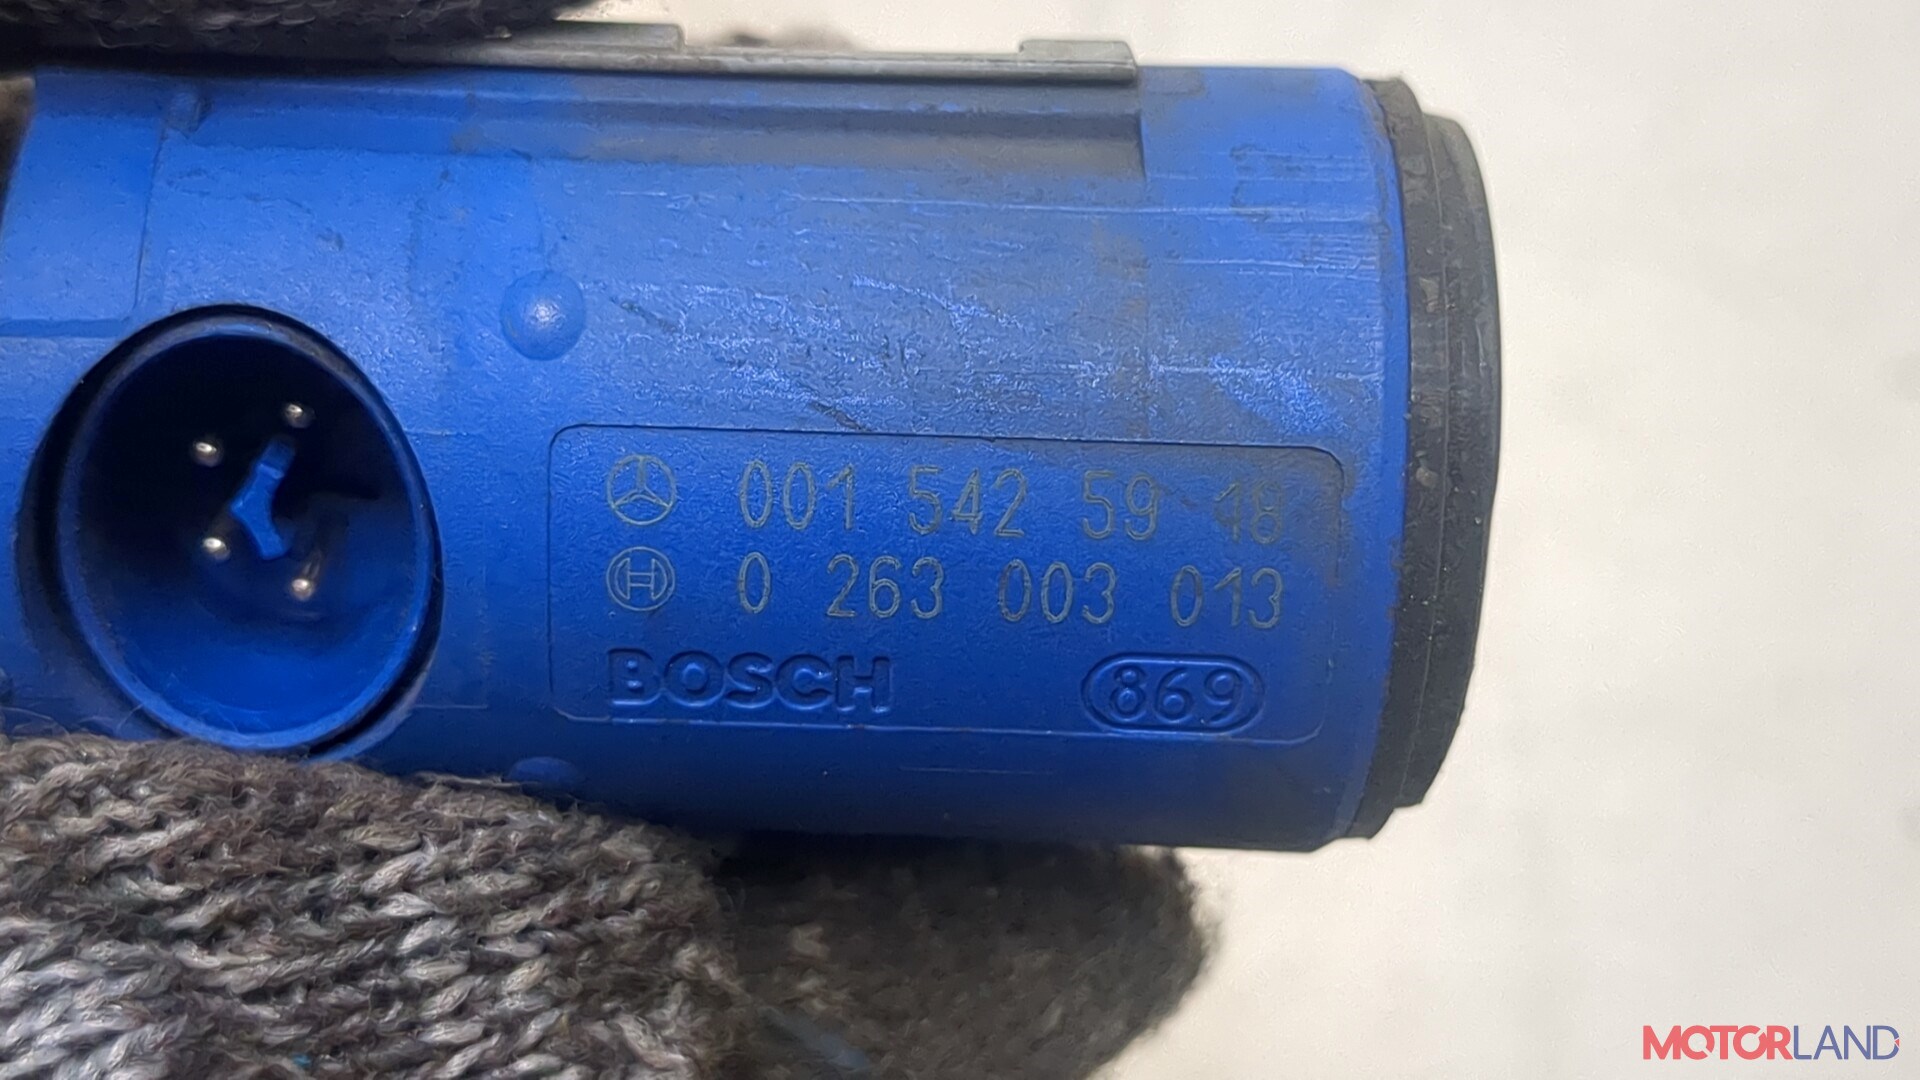 001 542 59 18
0 263 003 013
BOSCH 869
MOTORLAND